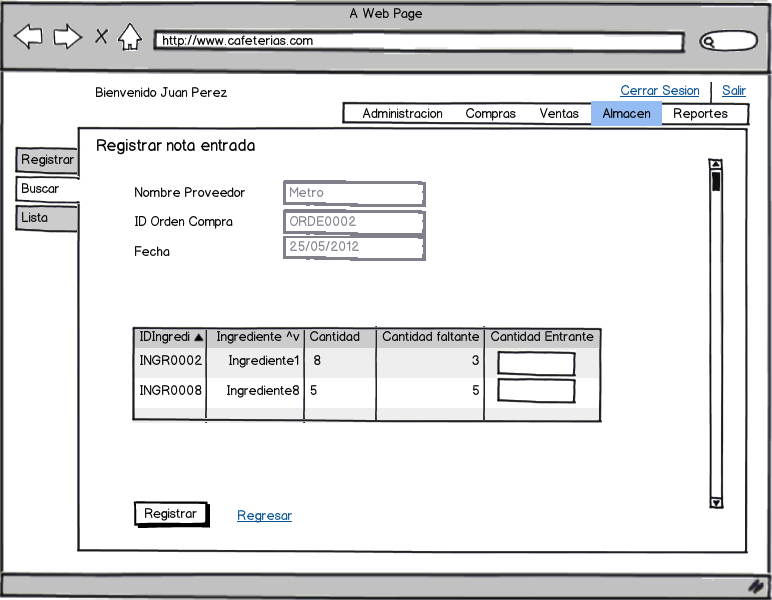 A Web Page
http://www.cafeterias.com
Bienvenido Juan Perez
Cerrar Sesion Salir
Administracion Compras Ventas Almacen Reportes
Registrar nota entrada
Registrar
Buscar
Lista
Nombre Proveedor Metro
ID Orden Compra ORDE0002
Fecha 25/05/2012
IDIngredi ▲ Ingrediente ^v Cantidad Cantidad faltante Cantidad Entrante
INGR0002 Ingrediente1 8 3
INGR0008 Ingrediente8 5 5
Registrar Regresar